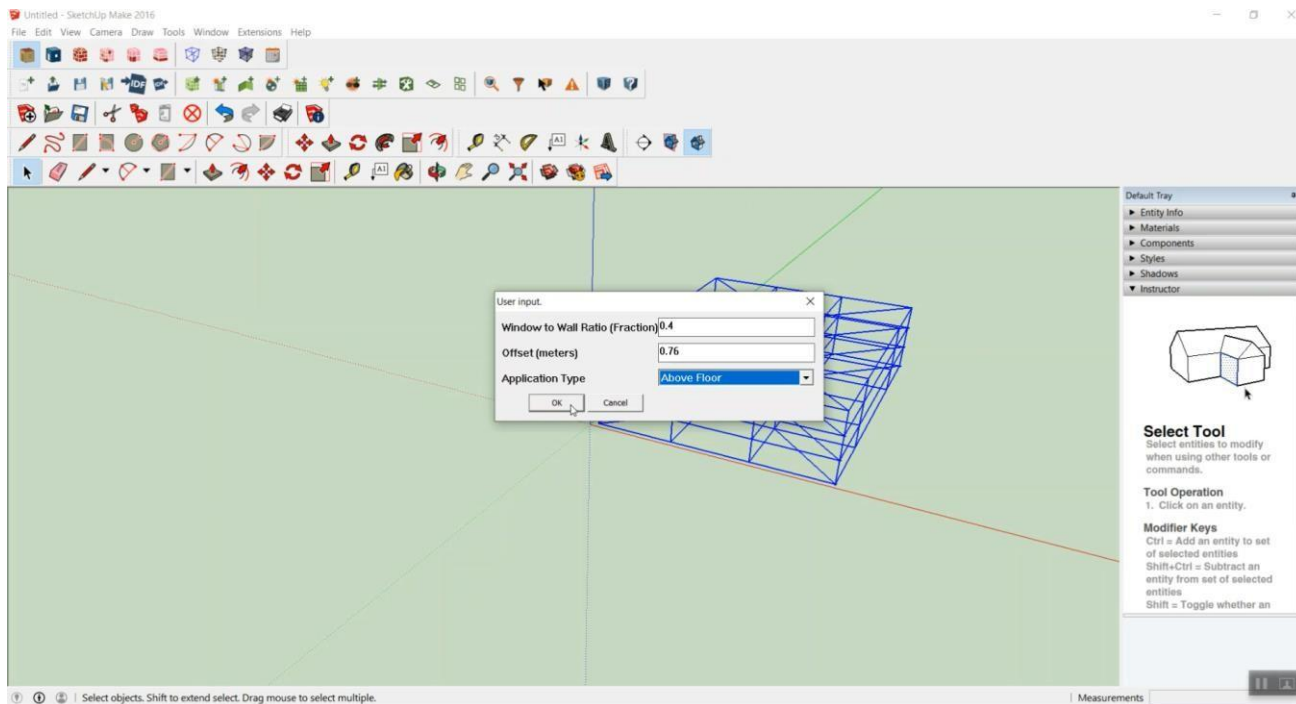 Untitled - SketchUp Make 2016
File Edit View Camera Draw Tools Window Extensions Help
IDF
A1
A1
Default Tray
Entity Info
Materials
Components
Styles
Shadows
Instructor
User input.
Window to Wall Ratio (Fraction) 0.4
Offset (meters) 0.76
Application Type Above Floor
OK Cancel
Select Tool
Select entities to modify
when using other tools or
commands.
Tool Operation
1. Click on an entity.
Modifier Keys
Ctrl = Add an entity to set
of selected entities
Shift+Ctrl = Subtract an
entity from set of selected
entities
Shift = Toggle whether an
Select objects. Shift to extend select. Drag mouse to select multiple.
Measurements